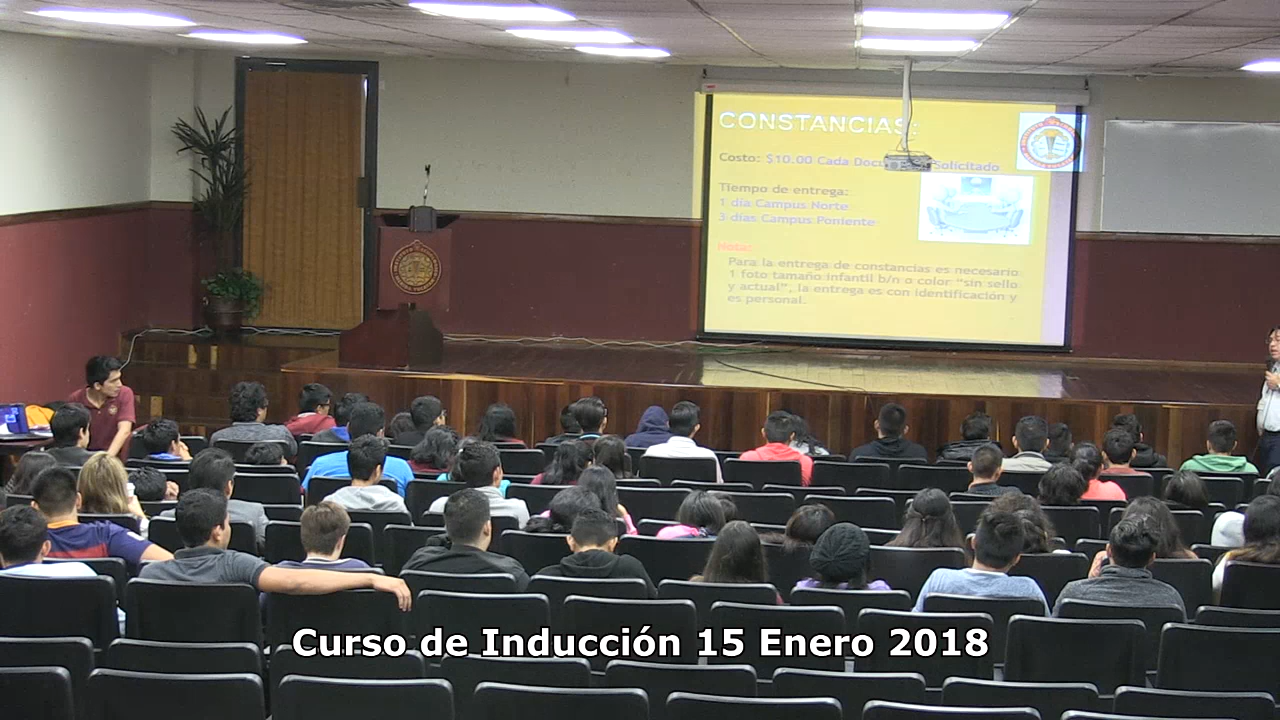 CONSTANCIAS:
Costo: $10.00 Cada Solicitado
Tiempo de entrega:
1 día Campus Norte
3 días Campus Poniente
Nota:
Para la entrega de constancias es necesario
1 foto tamaño infantil b/n o color “sin sello
y actual”, la entrega es con identificación y
es personal.
Curso de Inducción 15 Enero 2018